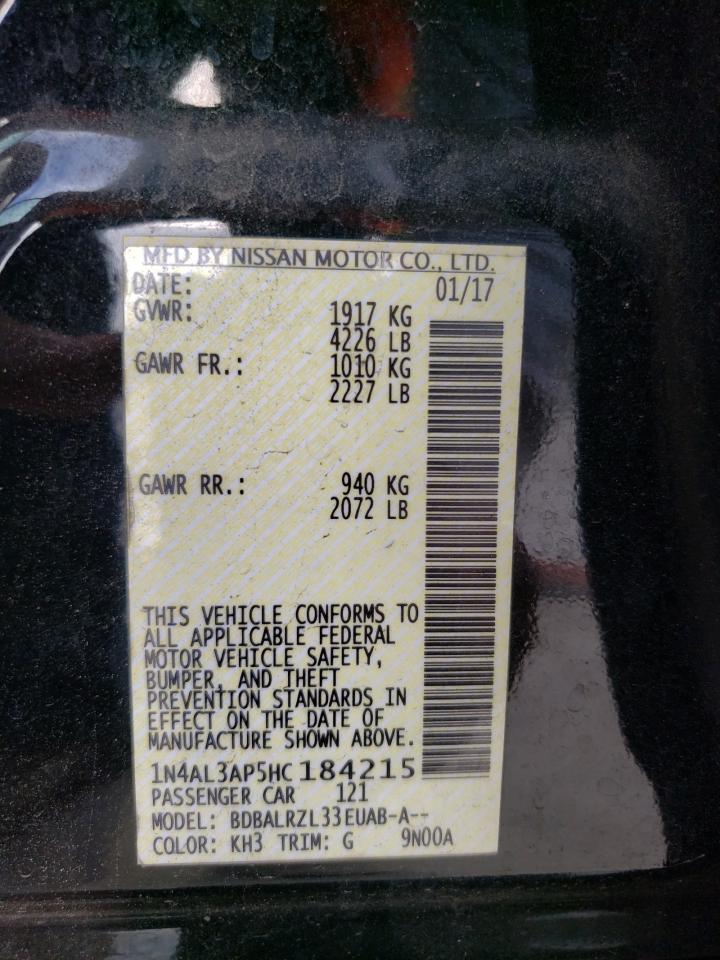 MFD BY NISSAN MOTOR CO., LTD.
DATE: 01/17
GVWR: 1917 KG
4226 LB
GAWR FR.: 1010 KG
2227 LB
GAWR RR.: 940 KG
2072 LB
THIS VEHICLE CONFORMS TO
ALL APPLICABLE FEDERAL
MOTOR VEHICLE SAFETY,
BUMPER, AND THEFT
PREVENTION STANDARDS IN
EFFECT ON THE DATE OF
MANUFACTURE SHOWN ABOVE.
1N4AL3AP5HC184215
PASSENGER CAR 121
MODEL: BDBALRZL33EUAB-A--
COLOR: KH3 TRIM: G 9N00A